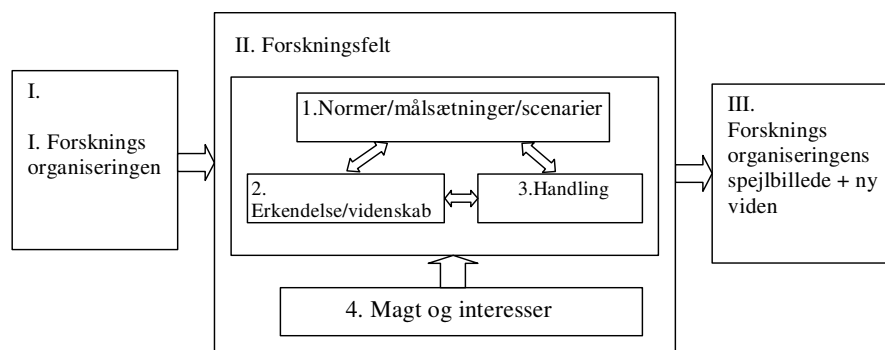 I.
I. Forsknings
organiseringen
II. Forskningsfelt
1.Normer/målsætninger/scenarier
2.
Erkendelse/videnskab
3.Handling
4. Magt og interesser
III.
Forsknings
organiseringens
spejlbillede + ny
viden